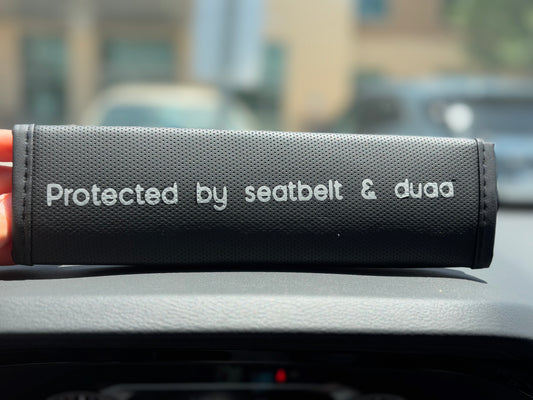 Protected by seatbelt & duaa